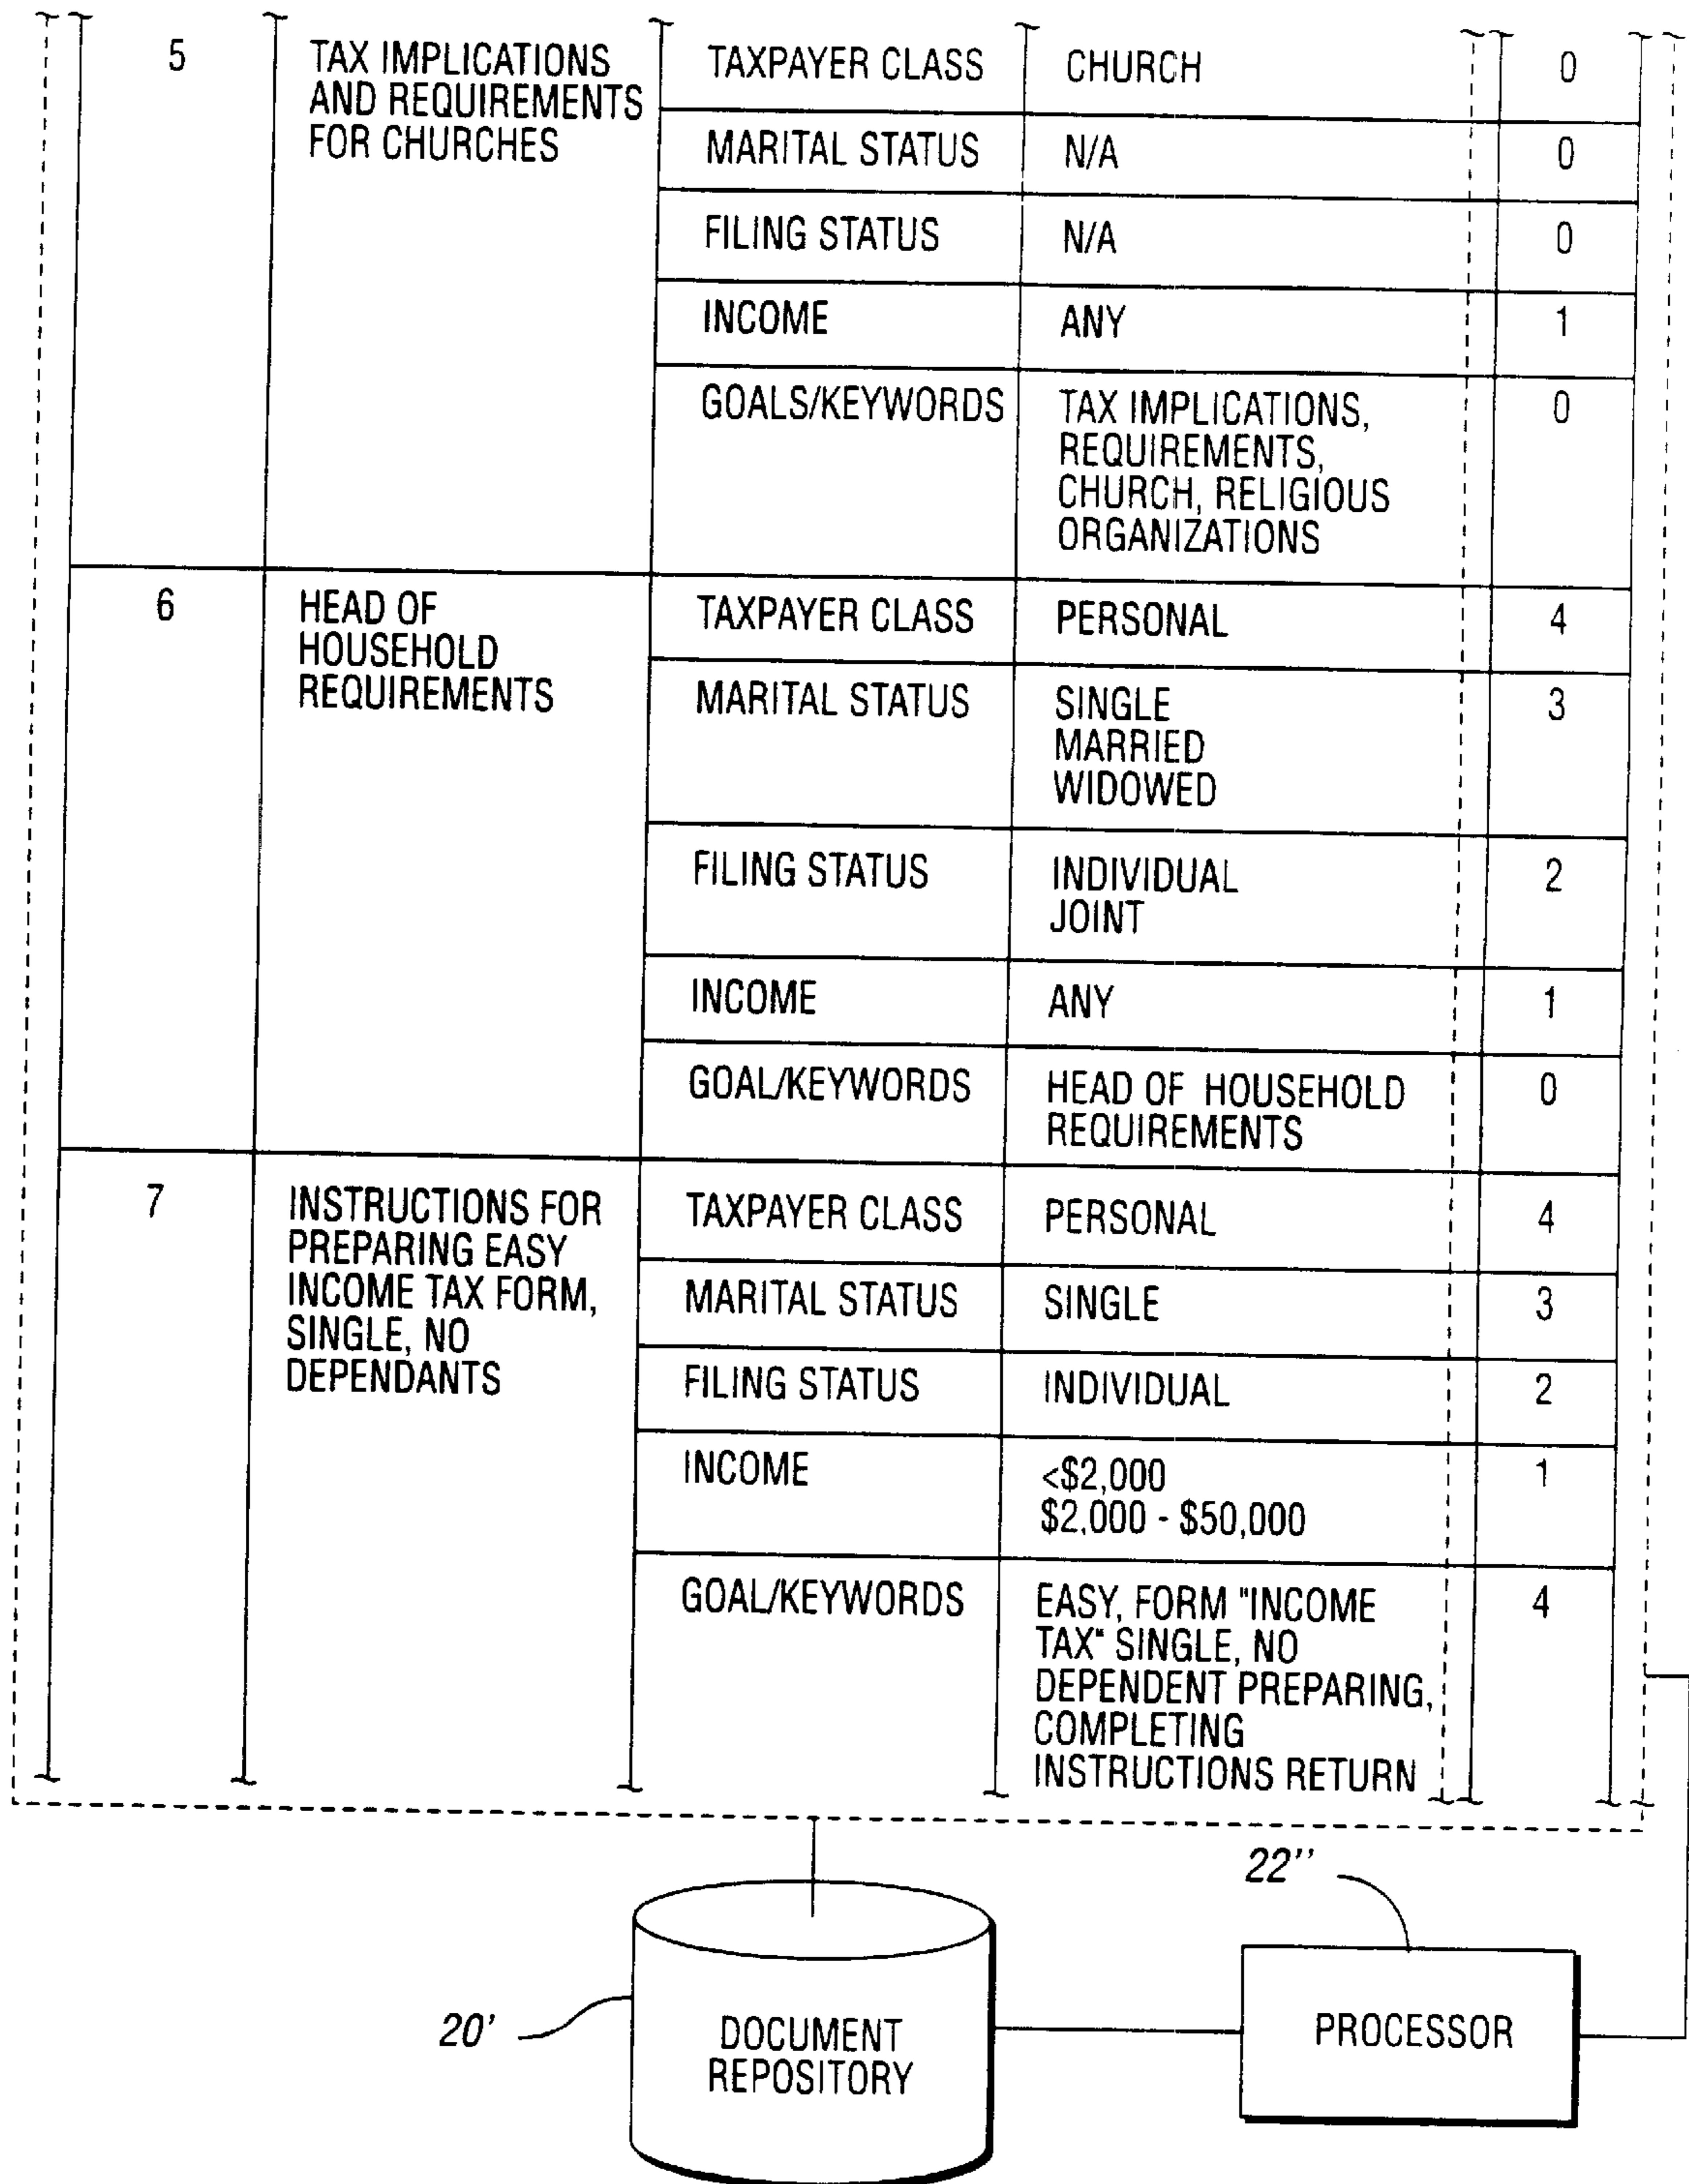 5
TAX IMPLICATIONS
AND REQUIREMENTS
FOR CHURCHES
TAXPAYER CLASS
CHURCH
0
MARITAL STATUS
N/A
0
FILING STATUS
N/A
0
INCOME
ANY
1
GOALS/KEYWORDS
TAX IMPLICATIONS,
REQUIREMENTS,
CHURCH, RELIGIOUS
ORGANIZATIONS
0
6
HEAD OF
HOUSEHOLD
REQUIREMENTS
TAXPAYER CLASS
PERSONAL
4
MARITAL STATUS
SINGLE
MARRIED
WIDOWED
3
FILING STATUS
INDIVIDUAL
JOINT
2
INCOME
ANY
1
GOAL/KEYWORDS
HEAD OF HOUSEHOLD
REQUIREMENTS
0
7
INSTRUCTIONS FOR
PREPARING EASY
INCOME TAX FORM,
SINGLE, NO
DEPENDANTS
TAXPAYER CLASS
PERSONAL
4
MARITAL STATUS
SINGLE
3
FILING STATUS
INDIVIDUAL
2
INCOME
<$2,000
$2,000 - $50,000
1
GOAL/KEYWORDS
EASY, FORM "INCOME
TAX" SINGLE, NO
DEPENDENT PREPARING,
COMPLETING
INSTRUCTIONS RETURN
4
22''
20'
DOCUMENT
REPOSITORY
PROCESSOR